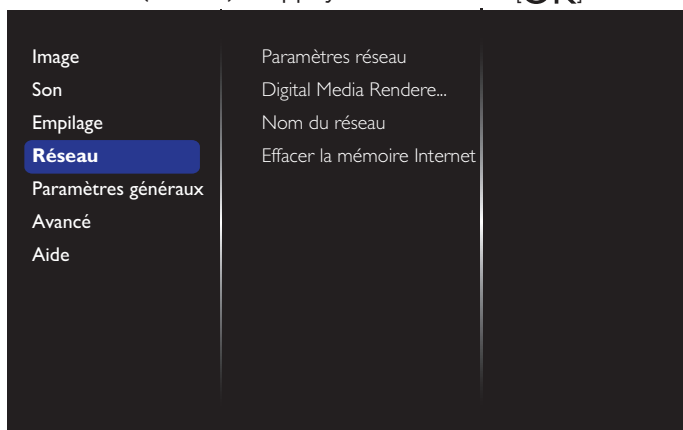 [OK]
Image
Son
Empilage
Réseau
Paramètres généraux
Avancé
Aide
Paramètres réseau
Digital Media Rendere...
Nom du réseau
Effacer la mémoire Internet